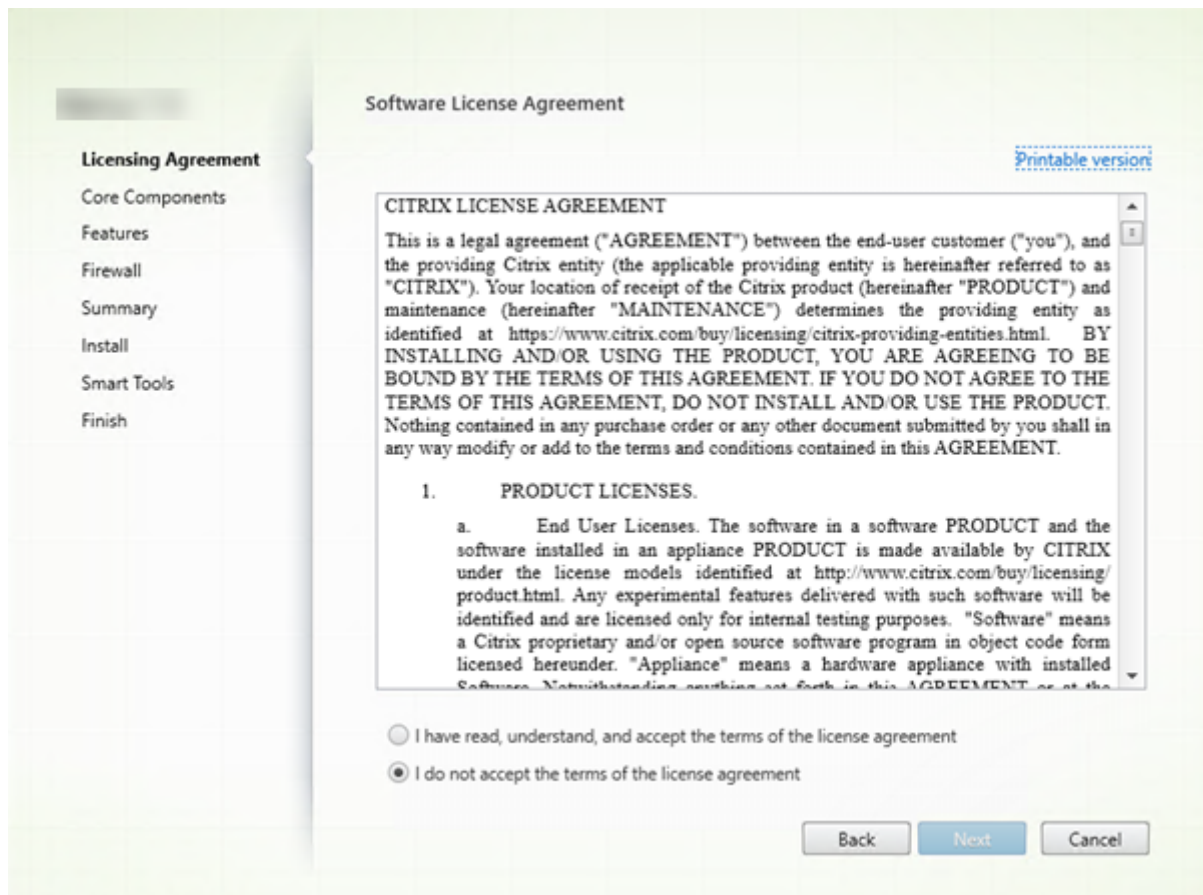 Licensing Agreement
Core Components
Features
Firewall
Summary
Install
Smart Tools
Finish
Software License Agreement
Printable version
CITRIX LICENSE AGREEMENT
This is a legal agreement ("AGREEMENT") between the end-user customer ("you"), and
the providing Citrix entity (the applicable providing entity is hereinafter referred to as
"CITRIX"). Your location of receipt of the Citrix product (hereinafter "PRODUCT") and
maintenance (hereinafter "MAINTENANCE") determines the providing entity as
identified at https://www.citrix.com/buy/licensing/citrix-providing-entities.html. BY
INSTALLING AND/OR USING THE PRODUCT, YOU ARE AGREEING TO BE
BOUND BY THE TERMS OF THIS AGREEMENT. IF YOU DO NOT AGREE TO THE
TERMS OF THIS AGREEMENT, DO NOT INSTALL AND/OR USE THE PRODUCT.
Nothing contained in any purchase order or any other document submitted by you shall in
any way modify or add to the terms and conditions contained in this AGREEMENT.
1. PRODUCT LICENSES.
a. End User Licenses. The software in a software PRODUCT and the
software installed in an appliance PRODUCT is made available by CITRIX
under the license models identified at http://www.citrix.com/buy/licensing/
product.html. Any experimental features delivered with such software will be
identified and are licensed only for internal testing purposes. "Software" means
a Citrix proprietary and/or open source software program in object code form
licensed hereunder. "Appliance" means a hardware appliance with installed
Software. Notwithstanding anything set forth in this AGREEMENT or at the
I have read, understand, and accept the terms of the license agreement
I do not accept the terms of the license agreement
Back
Next
Cancel